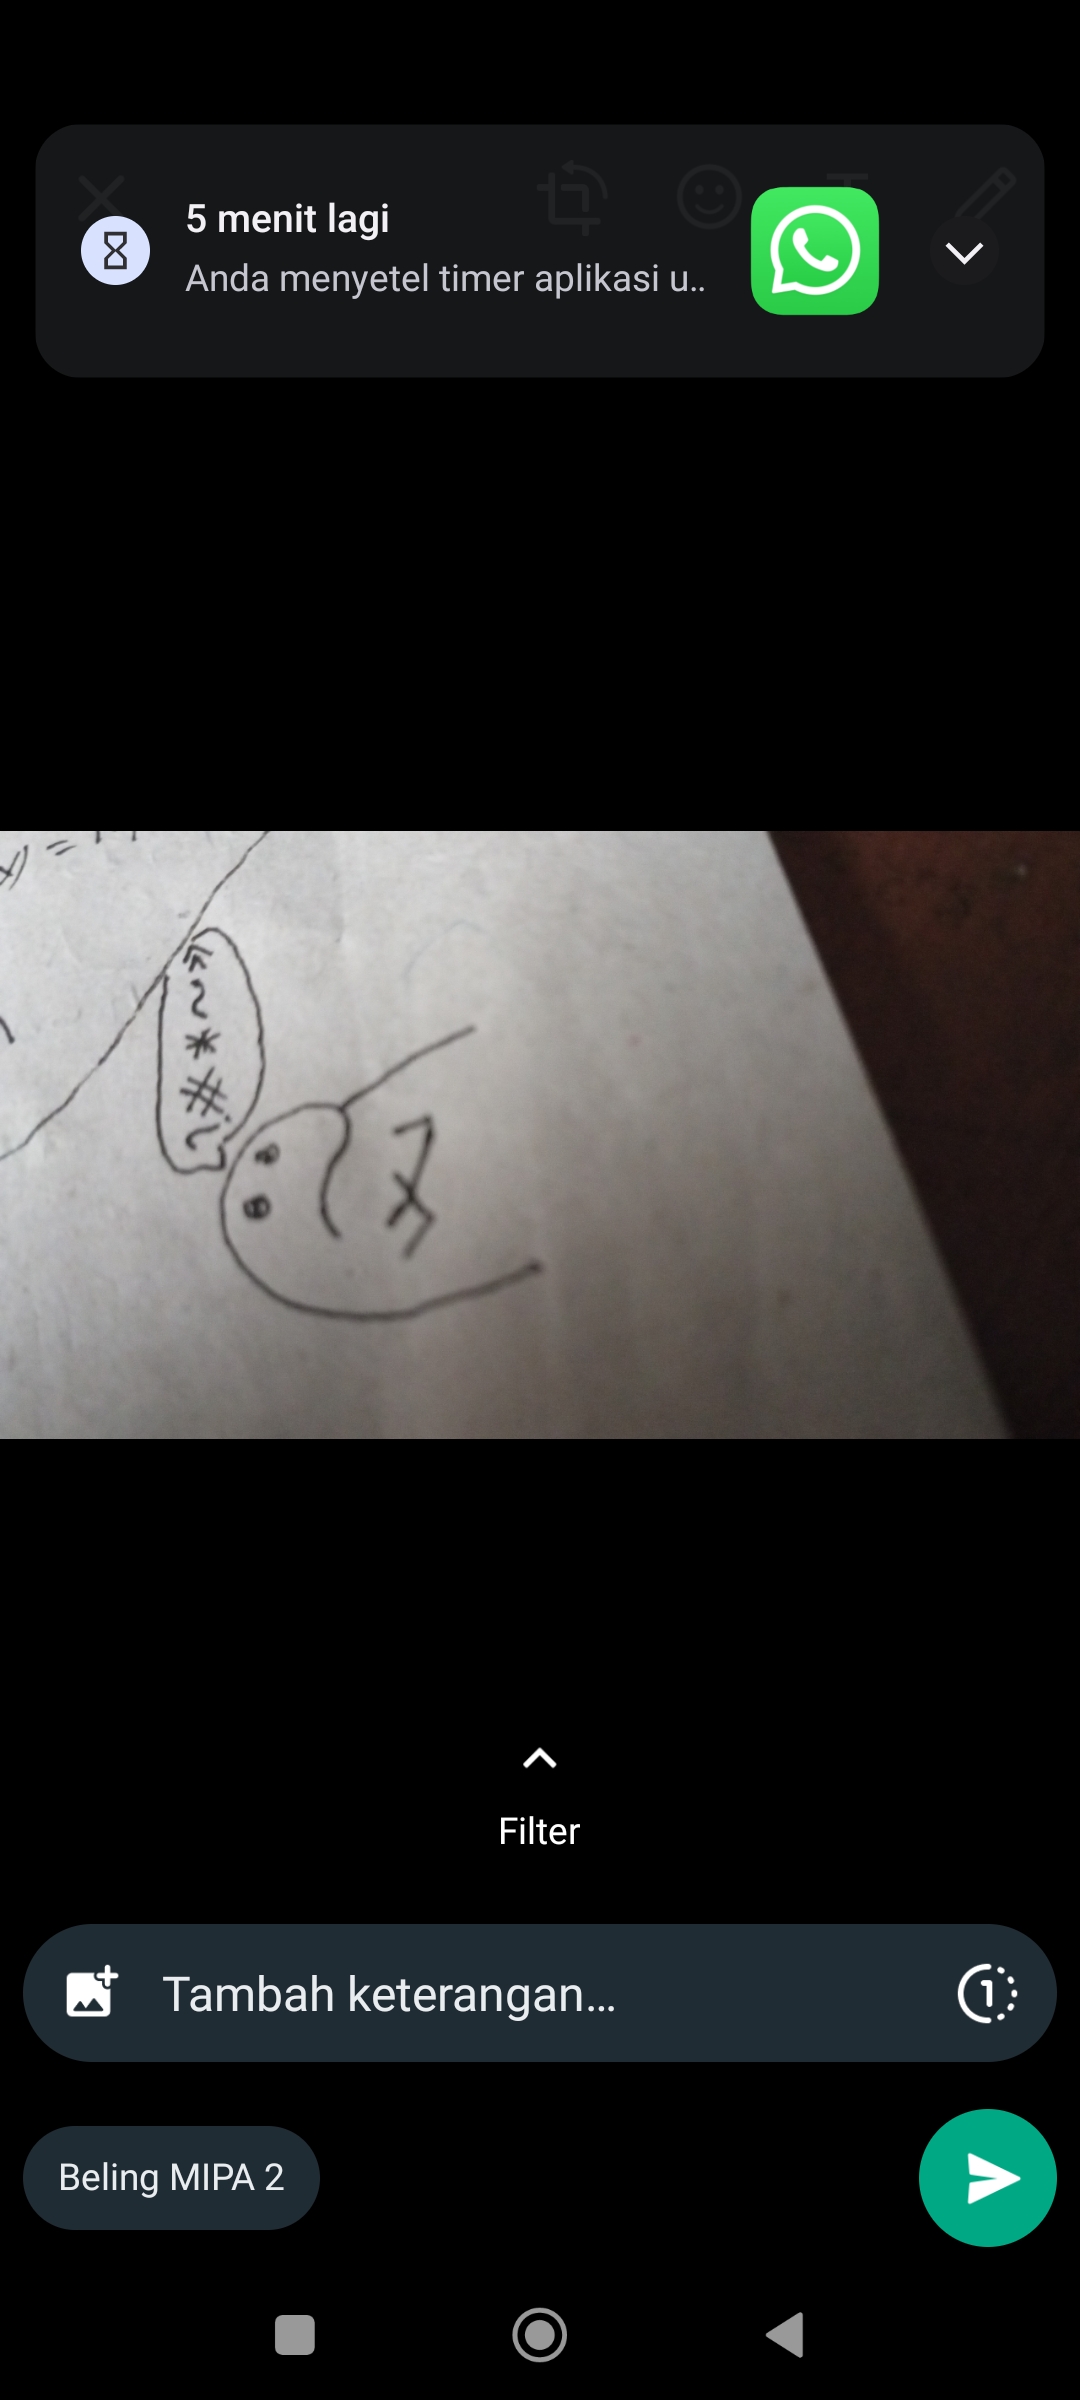 5 menit lagi
Anda menyetel timer aplikasi u..
Filter
Tambah keterangan...
Beling MIPA 2